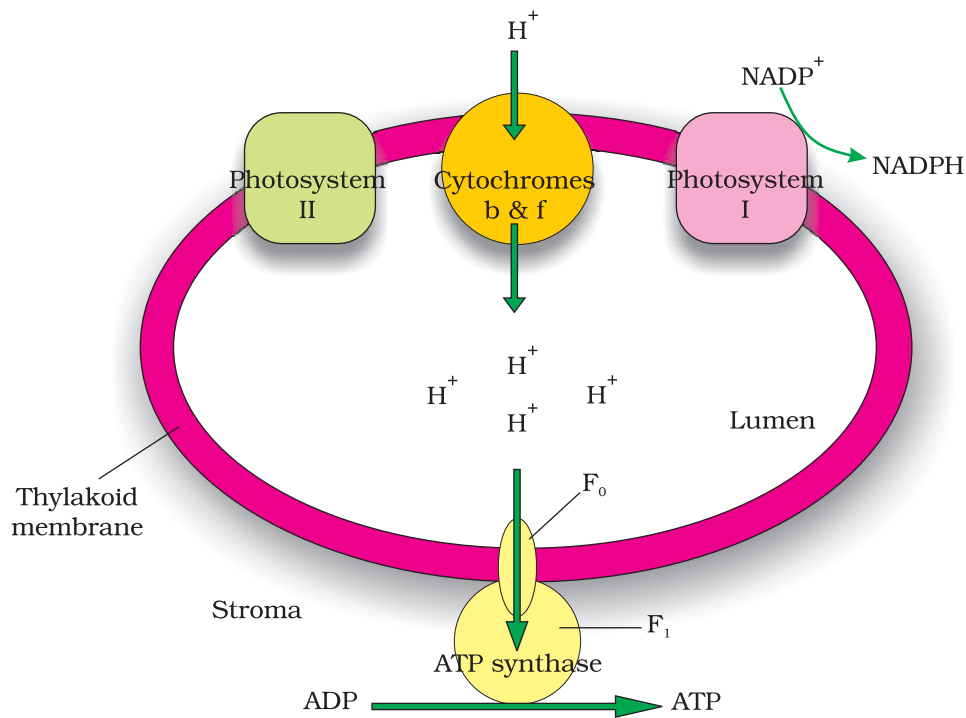 H+
NADP+
NADPH
Photosystem
II
Cytochromes
b & f
Photosystem
I
H+
H+
H+
H+
Lumen
F0
Thylakoid
membrane
Stroma
F1
ATP synthase
ADP
ATP